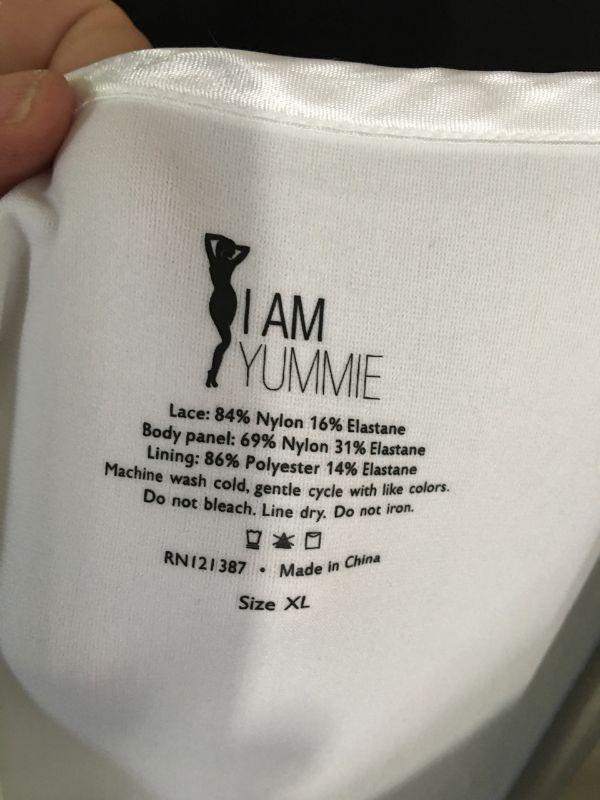 I AM
YUMMIE
Lace: 84% Nylon 16% Elastane
Body panel: 69% Nylon 31% Elastane
Lining: 86% Polyester 14% Elastane
Machine wash cold, gentle cycle with like colors.
Do not bleach. Line dry. Do not iron.
RN121387 • Made in China
Size XL